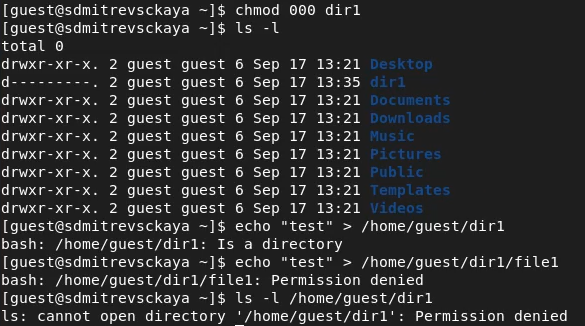 [guest@sdmitrevsckaya ~]$ chmod 000 dir1
[guest@sdmitrevsckaya ~]$ ls -l
total 0
drwxr-xr-x. 2 guest guest 6 Sep 17 13:21 Desktop
d---------. 2 guest guest 6 Sep 17 13:35 dir1
drwxr-xr-x. 2 guest guest 6 Sep 17 13:21 Documents
drwxr-xr-x. 2 guest guest 6 Sep 17 13:21 Downloads
drwxr-xr-x. 2 guest guest 6 Sep 17 13:21 Music
drwxr-xr-x. 2 guest guest 6 Sep 17 13:21 Pictures
drwxr-xr-x. 2 guest guest 6 Sep 17 13:21 Public
drwxr-xr-x. 2 guest guest 6 Sep 17 13:21 Templates
drwxr-xr-x. 2 guest guest 6 Sep 17 13:21 Videos
[guest@sdmitrevsckaya ~]$ echo "test" > /home/guest/dir1
bash: /home/guest/dir1: Is a directory
[guest@sdmitrevsckaya ~]$ echo "test" > /home/guest/dir1/file1
bash: /home/guest/dir1/file1: Permission denied
[guest@sdmitrevsckaya ~]$ ls -l /home/guest/dir1
ls: cannot open directory '/home/guest/dir1': Permission denied